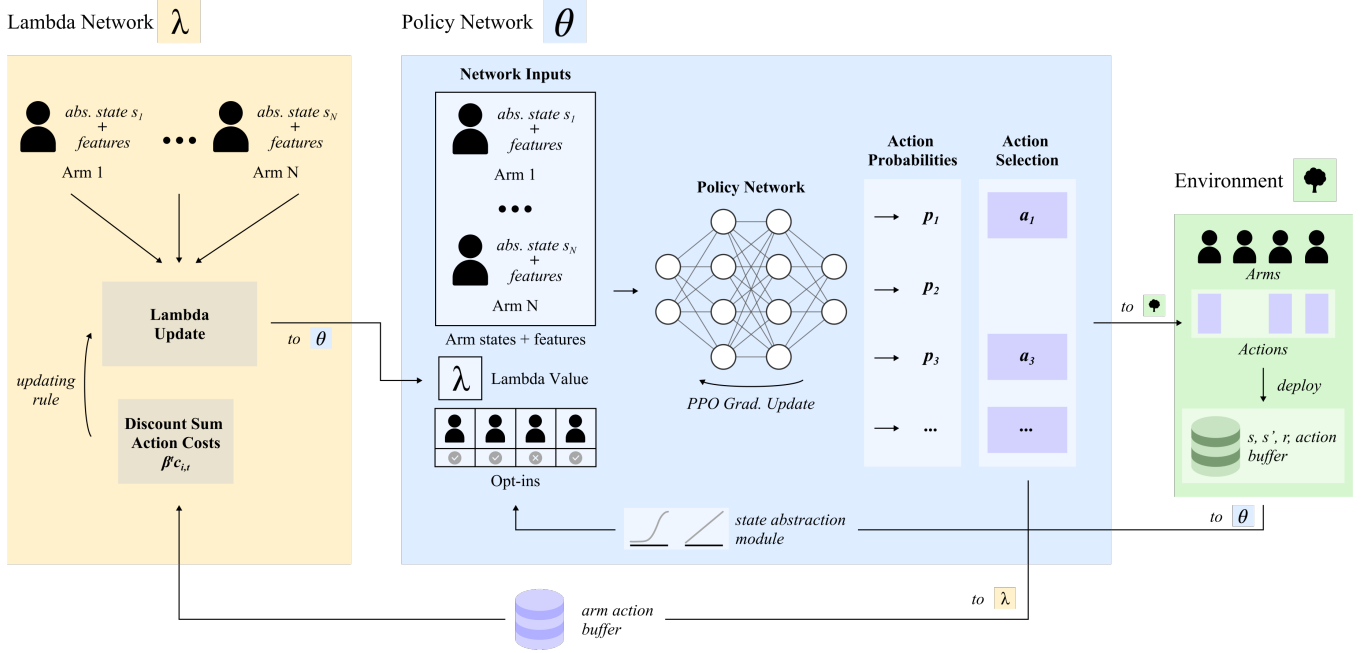 Lambda Network λ
abs. state s1
+
features
Arm 1
abs. state sN
+
features
Arm N
Lambda
Update
updating
rule
Discount Sum
Action Costs
βᵗcᵢ,ₜ
to θ
Policy Network θ
Network Inputs
abs. state s1
+
features
Arm 1
abs. state sN
+
features
Arm N
Arm states + features
λ Lambda Value
Opt-ins
Policy Network
PPO Grad. Update
Action
Probabilities
p1
p2
p3
...
Action
Selection
a1
a3
...
state abstraction
module
to
Environment
Arms
Actions
deploy
s, s’, r, action
buffer
to θ
to λ
arm action
buffer